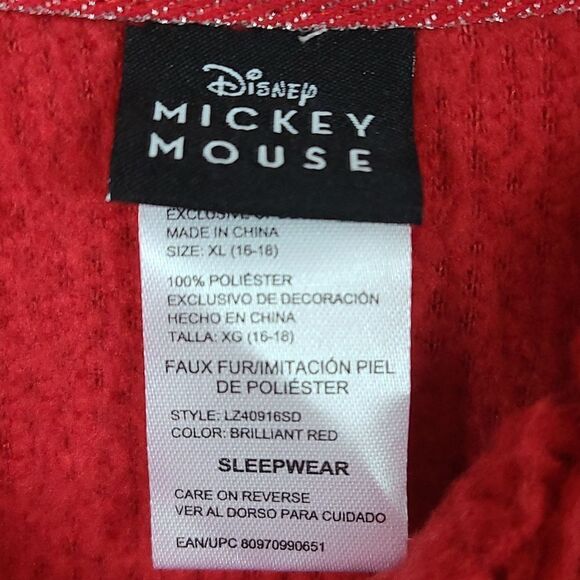 Disney
MICKEY
MOUSE
EXCLUSIVE OF
MADE IN CHINA
SIZE: XL (16-18)
100% POLIÉSTER
EXCLUSIVO DE DECORACIÓN
HECHO EN CHINA
TALLA: XG (16-18)
FAUX FUR/IMITACIÓN PIEL
DE POLIÉSTER
STYLE: LZ40916SD
COLOR: BRILLIANT RED
SLEEPWEAR
CARE ON REVERSE
VER AL DORSO PARA CUIDADO
EAN/UPC 80970990651